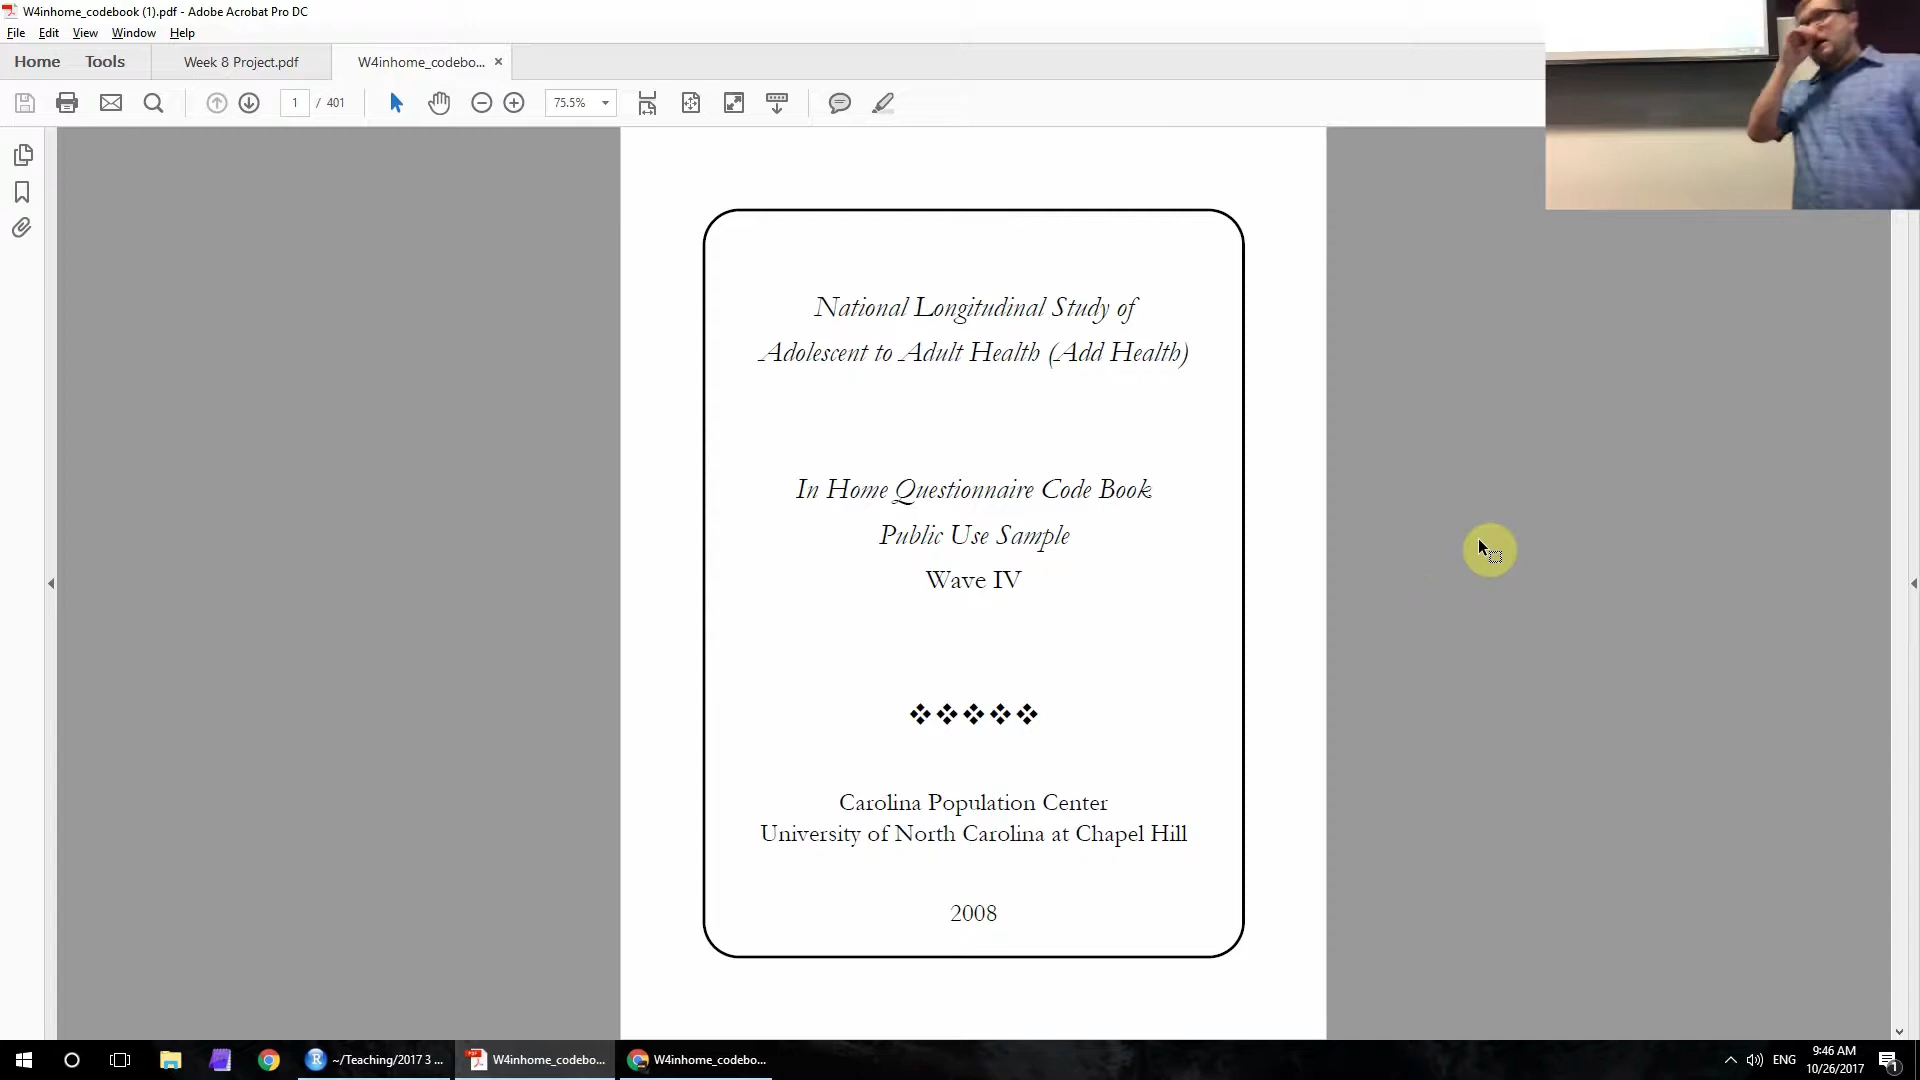 W4inhome_codebook (1).pdf - Adobe Acrobat Pro DC
File Edit View Window Help
Home Tools Week 8 Project.pdf W4inhome_codebo... ×
1 / 401 75.5%
National Longitudinal Study of
Adolescent to Adult Health (Add Health)
In Home Questionnaire Code Book
Public Use Sample
Wave IV
Carolina Population Center
University of North Carolina at Chapel Hill
2008
~/Teaching/2017 3 ... W4inhome_codebo... W4inhome_codebo... ENG 9:46 AM
10/26/2017 1